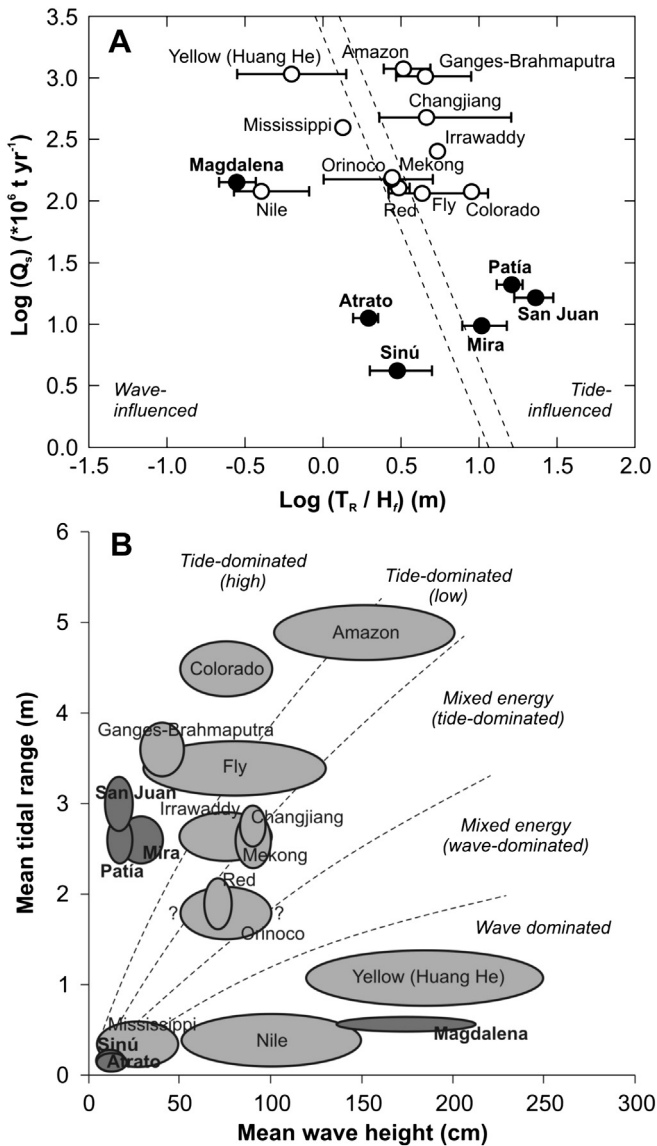 A
Yellow (Huang He)
Amazon
Ganges-Brahmaputra
Changjiang
Mississippi
Irrawaddy
Orinoco
Mekong
Magdalena
Nile
Red
Fly
Colorado
Patía
Atrato
San Juan
Mira
Sinú
Wave-
influenced
Tide-
influenced
Log (Qs) (*10⁶ t yr⁻¹)
3.5
3.0
2.5
2.0
1.5
1.0
0.5
0.0
-1.5 -1.0 -0.5 0.0 0.5 1.0 1.5 2.0
Log (TR / Hf) (m)
B
Tide-dominated
(high)
Tide-dominated
(low)
Amazon
Colorado
Mixed energy
(tide-dominated)
Ganges-Brahmaputra
Fly
San Juan
Irrawaddy
Changjiang
Mixed energy
(wave-dominated)
Mira
Mekong
Patía
Red
? ?
Orinoco
Wave dominated
Yellow (Huang He)
Mississippi
Magdalena
Sinú
Nile
Atrato
Mean tidal range (m)
6
5
4
3
2
1
0
0 50 100 150 200 250 300
Mean wave height (cm)